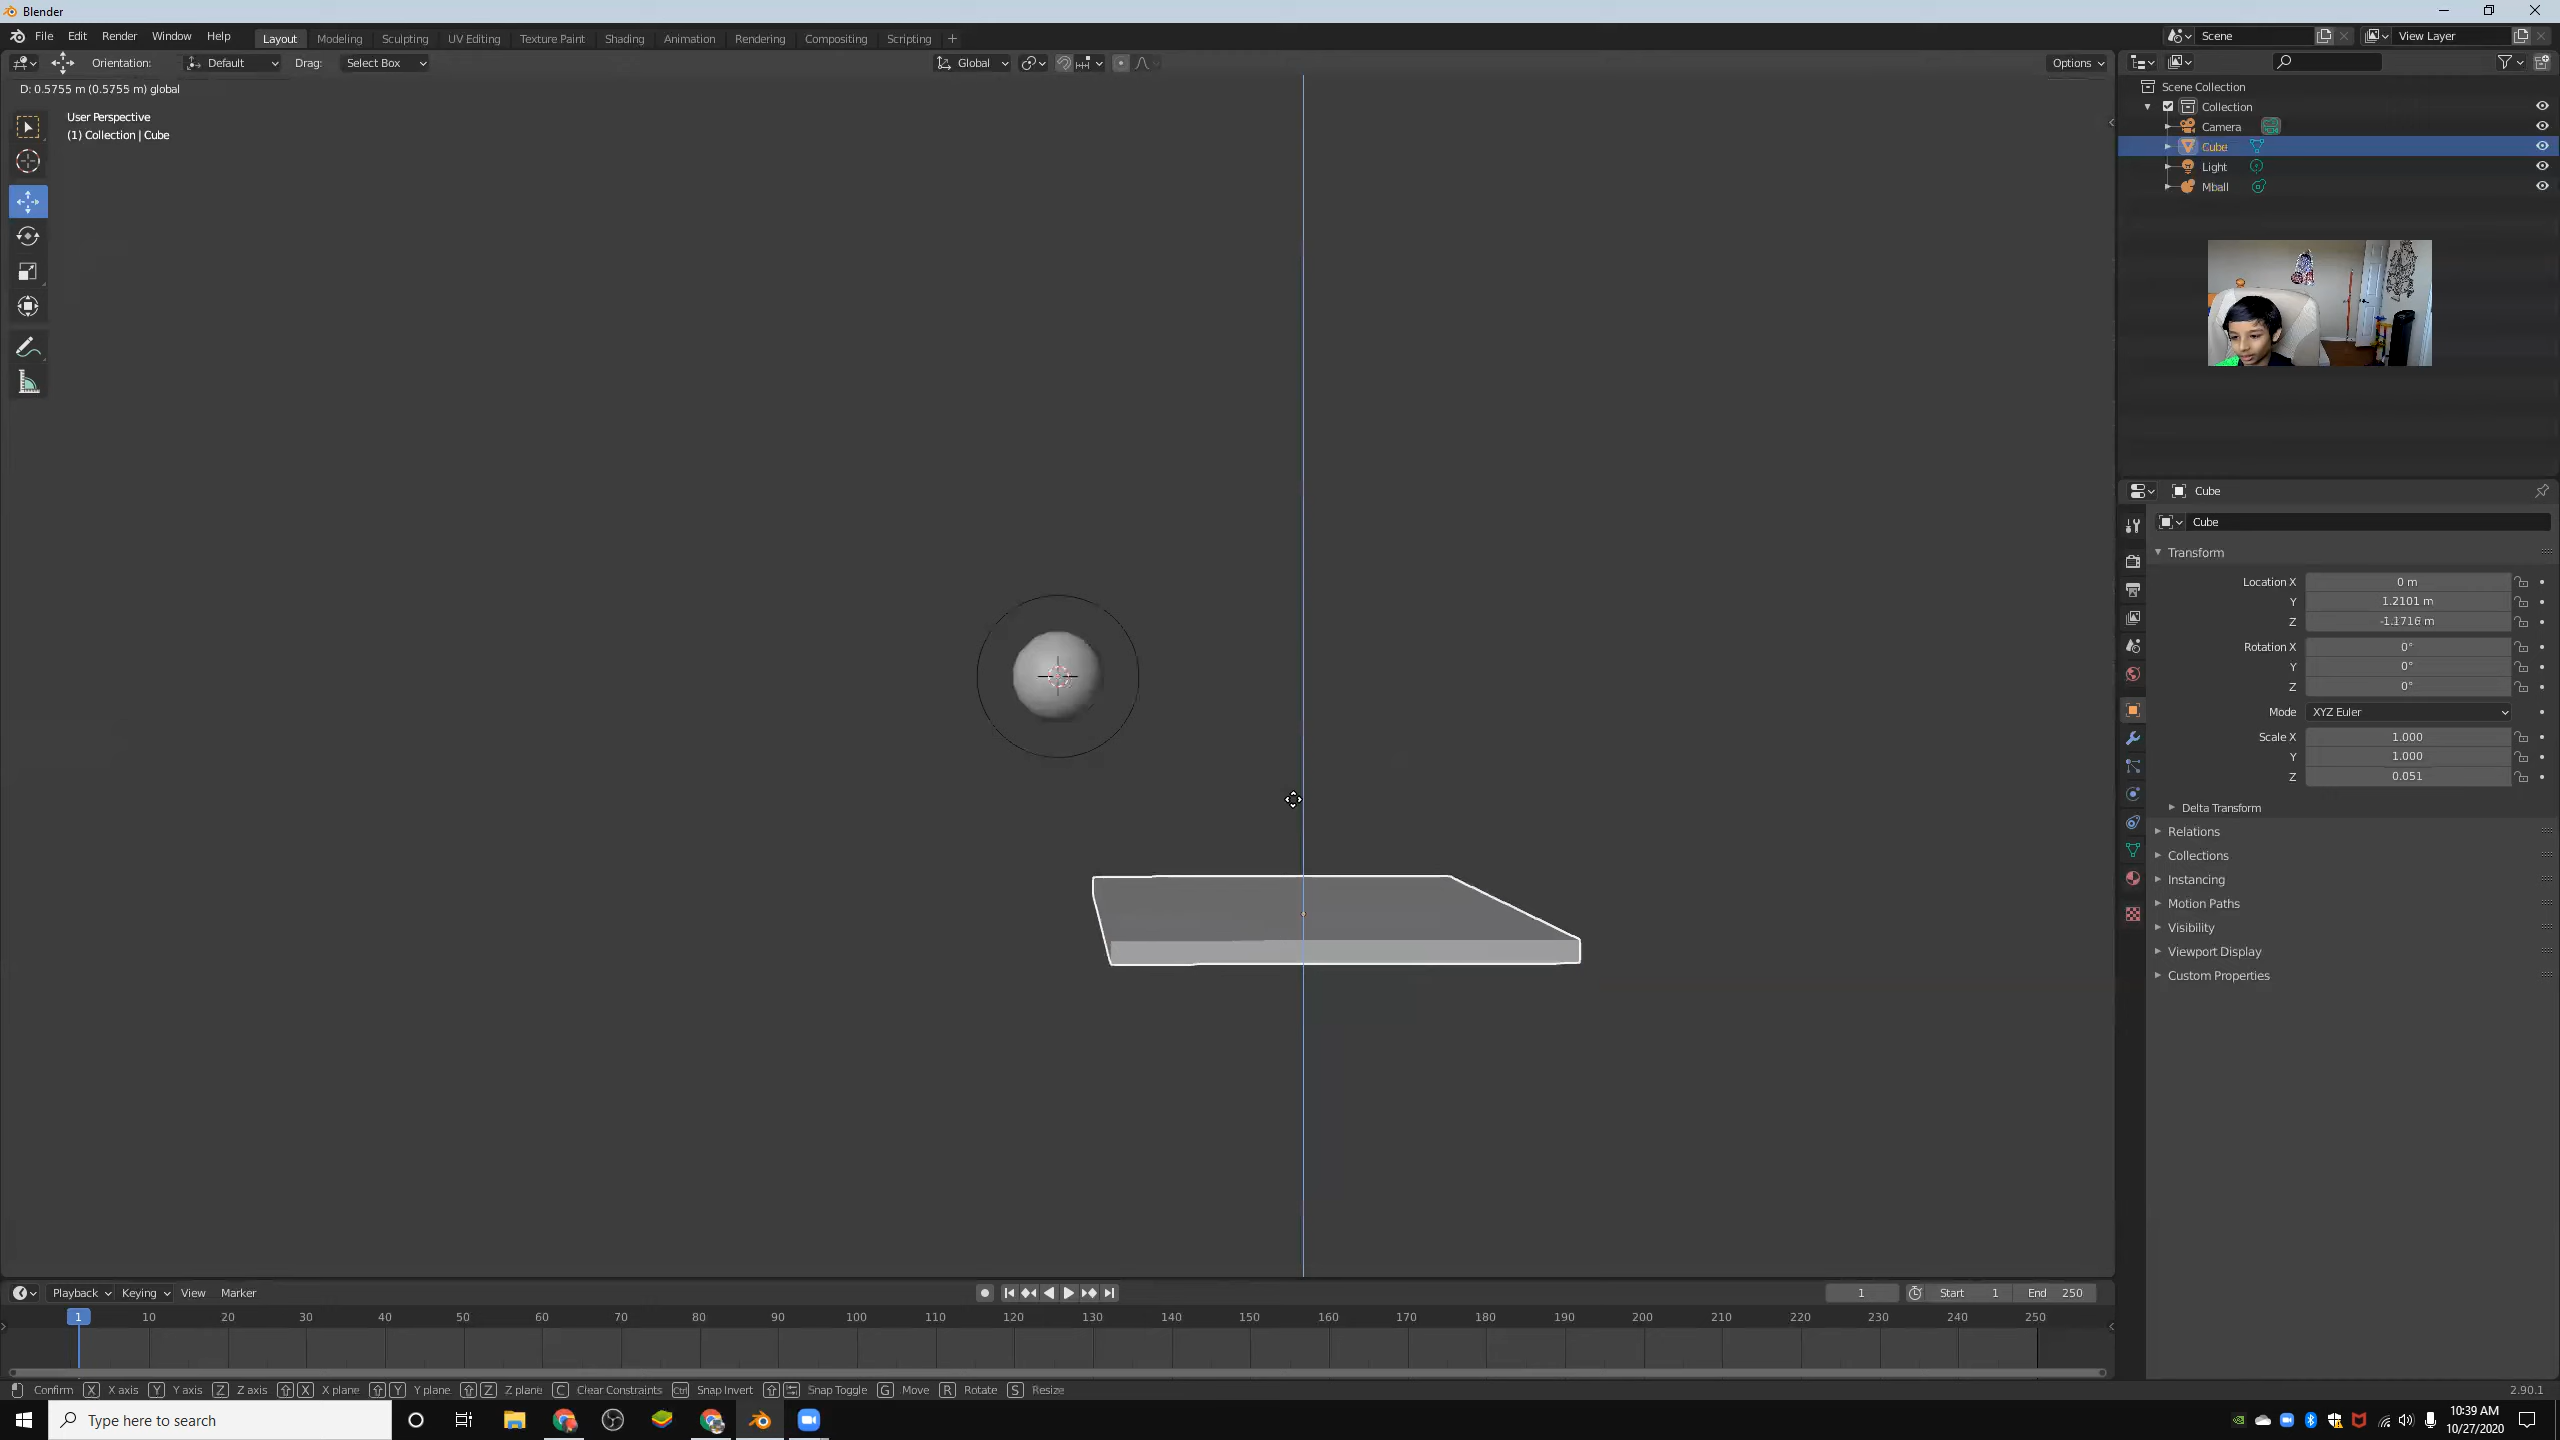 Blender
File Edit Render Window Help Layout Modeling Sculpting UV Editing Texture Paint Shading Animation Rendering Compositing Scripting + Scene View Layer
Orientation: Default Drag: Select Box Global Options
D: 0.5755 m (0.5755 m) global
User Perspective
(1) Collection | Cube
Scene Collection
Collection
Camera
Cube
Light
Mball
Cube
Cube
Transform
Location X 0 m
Y 1.2101 m
Z -1.1716 m
Rotation X 0°
Y 0°
Z 0°
Mode XYZ Euler
Scale X 1.000
Y 1.000
Z 0.051
Delta Transform
Relations
Collections
Instancing
Motion Paths
Visibility
Viewport Display
Custom Properties
Playback Keying View Marker 1 Start 1 End 250
1 10 20 30 40 50 60 70 80 90 100 110 120 130 140 150 160 170 180 190 200 210 220 230 240 250
Confirm X X axis Y Y axis Z Z axis X X plane Y Y plane Z Z plane C Clear Constraints Ctrl Snap Invert Snap Toggle G Move R Rotate S Resize 2.90.1
Type here to search
10:39 AM
10/27/2020